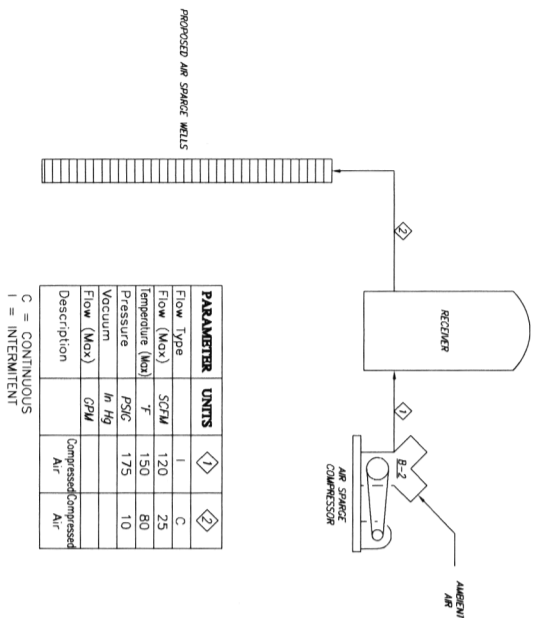 PROPOSED AIR SPARGE WELLS
2
RECEIVER
1
B-2
AIR SPARGE
COMPRESSOR
AMBIENT
AIR
PARAMETER UNITS 1 2
Flow Type I C
Flow (Max) SCFM 120 25
Temperature (Max) °F 150 80
Pressure PSIG 175 10
Vacuum In Hg
Flow (Max) GPM
Description Compressed Air Compressed Air
C = CONTINUOUS
I = INTERMITENT